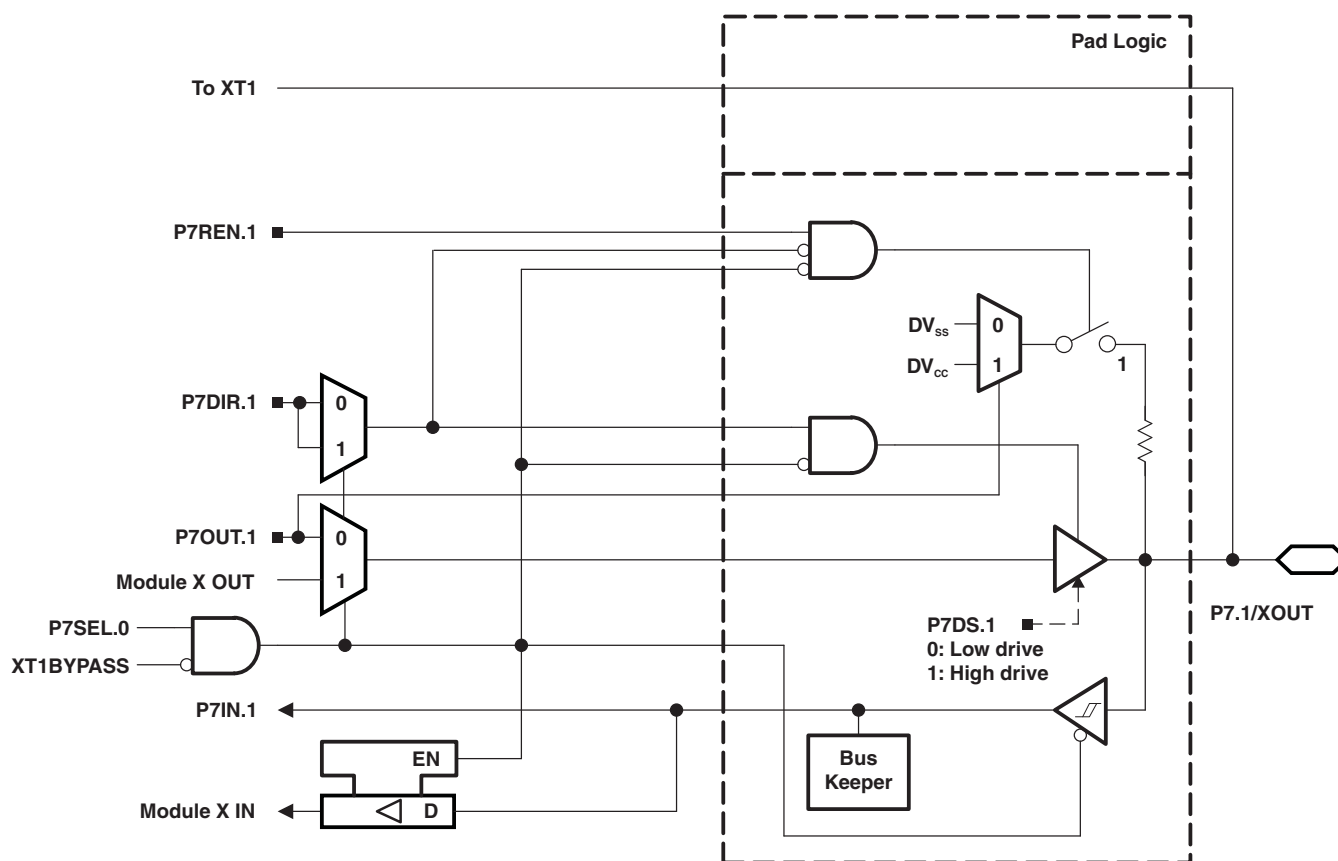 Pad Logic
To XT1
P7REN.1
DVss
0
DVcc
1
1
P7DIR.1
0
1
P7OUT.1
0
Module X OUT
1
P7SEL.0
XT1BYPASS
P7DS.1
0: Low drive
1: High drive
P7.1/XOUT
P7IN.1
EN
Bus
Keeper
Module X IN
D